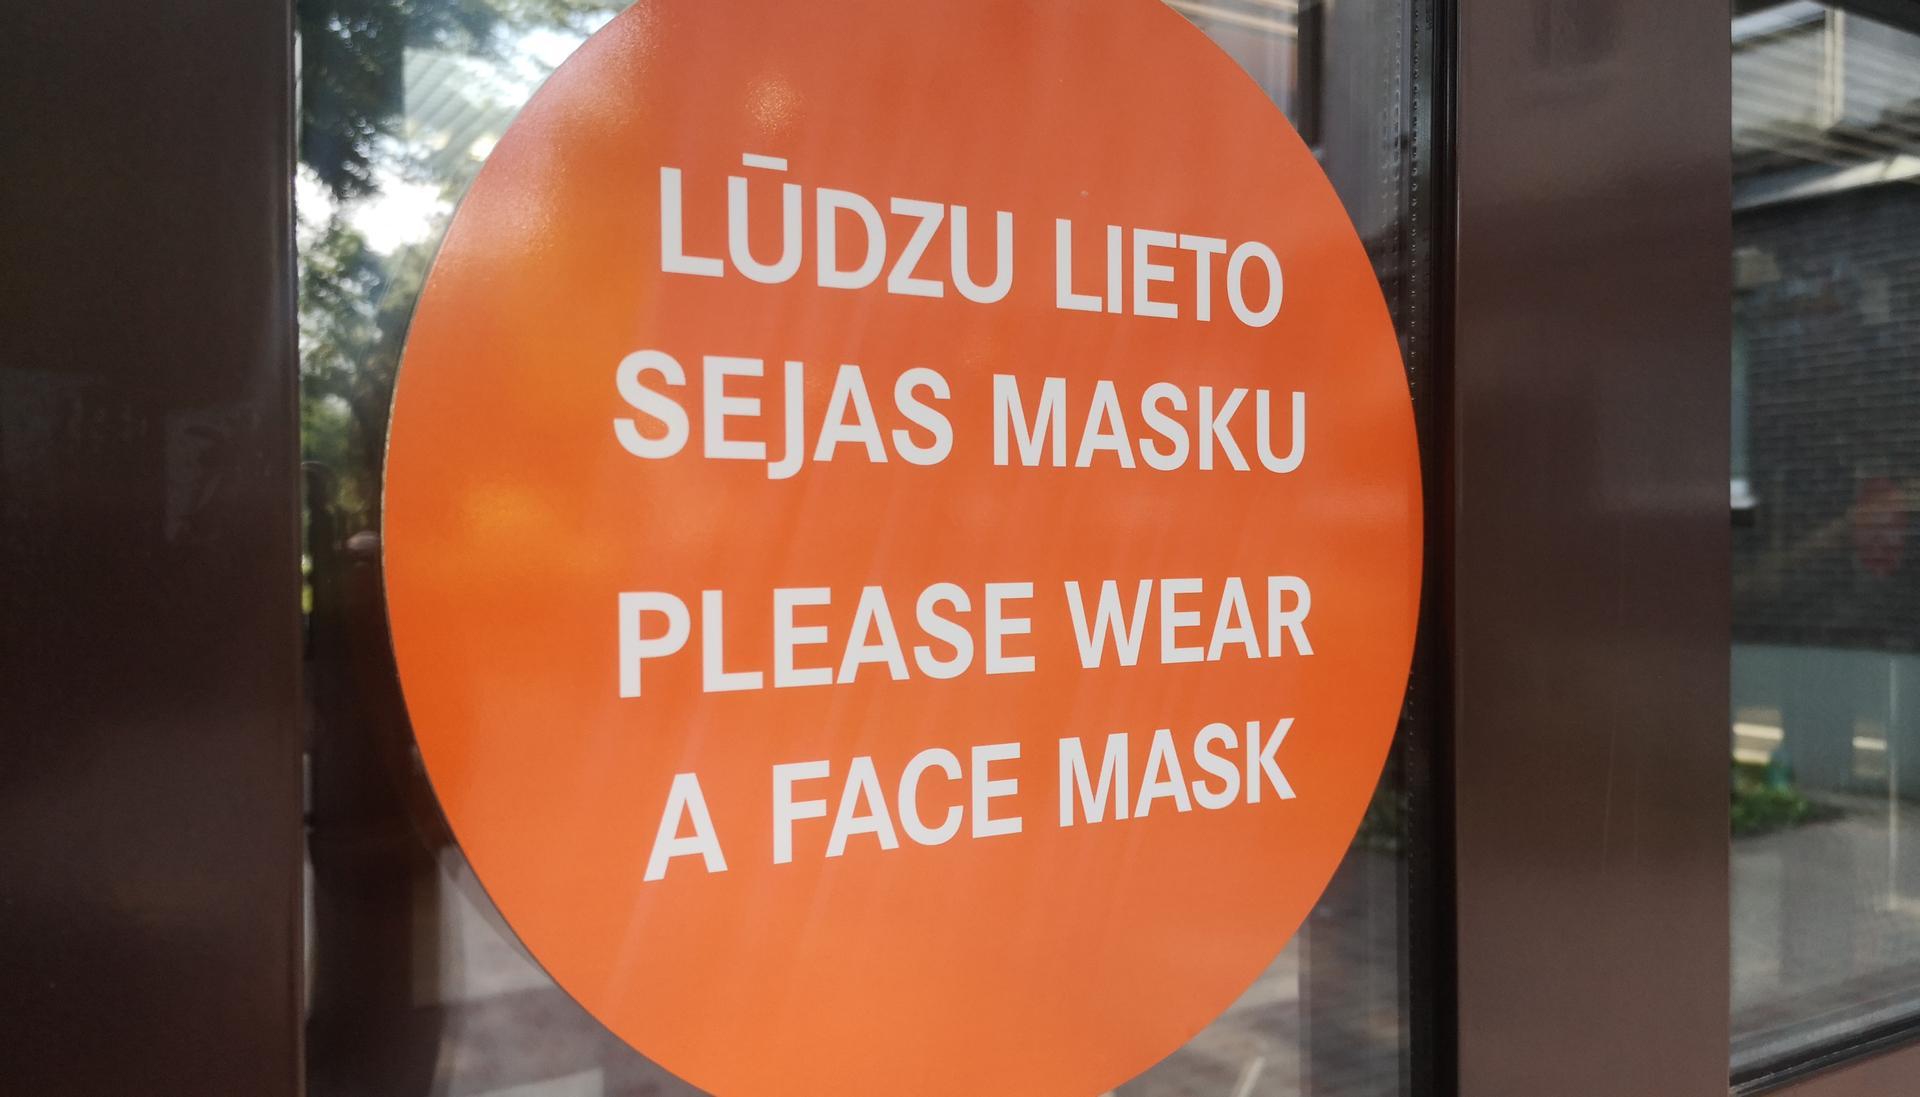 LŪDZU LIETO
SEJAS MASKU
PLEASE WEAR
A FACE MASK